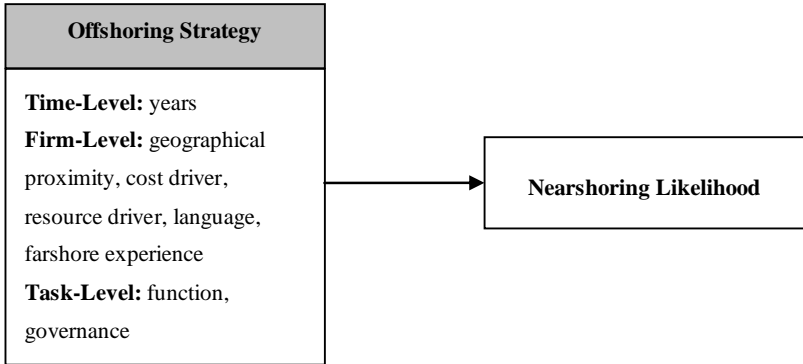 Offshoring Strategy
Time-Level: years
Firm-Level: geographical
proximity, cost driver,
resource driver, language,
farshore experience
Task-Level: function,
governance
Nearshoring Likelihood